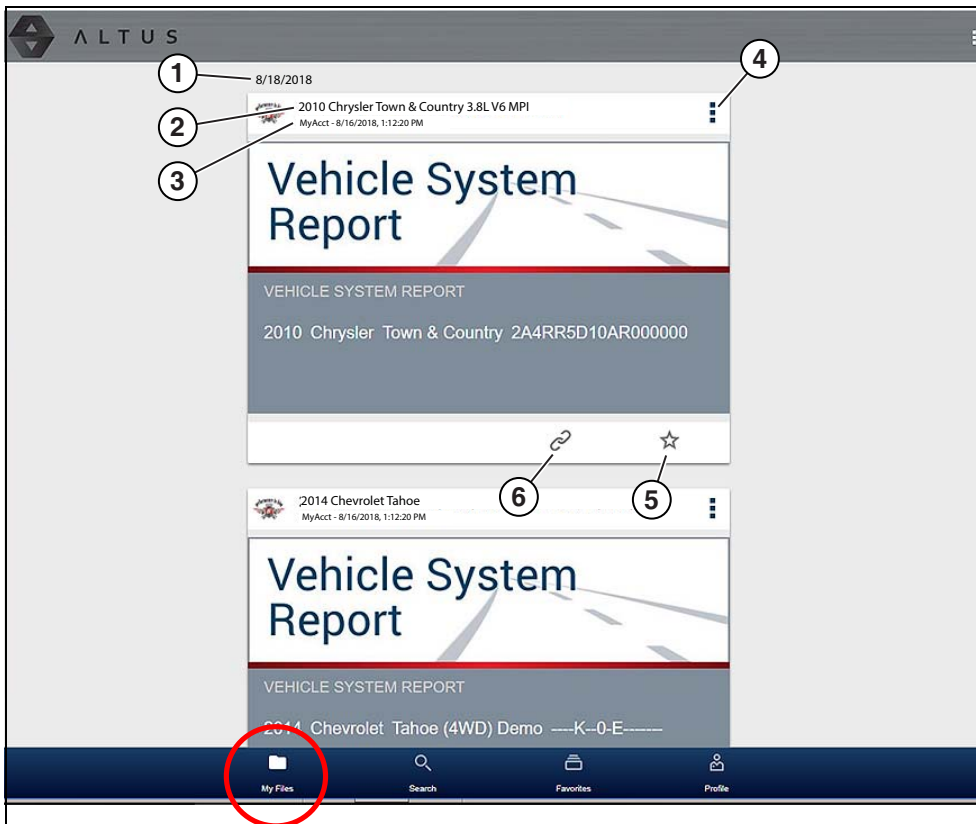 ALTUS
4
1
8/18/2018
2
2010 Chrysler Town & Country 3.8L V6 MPI
MyAcct - 8/16/2018, 1:12:20 PM
3
Vehicle System
Report
VEHICLE SYSTEM REPORT
2010 Chrysler Town & Country 2A4RR5D10AR000000
6
5
2014 Chevrolet Tahoe
MyAcct - 8/16/2018, 1:12:20 PM
Vehicle System
Report
VEHICLE SYSTEM REPORT
2014 Chevrolet Tahoe (4WD) Demo ----K--0-E-------
My Files Search Favorites Profile